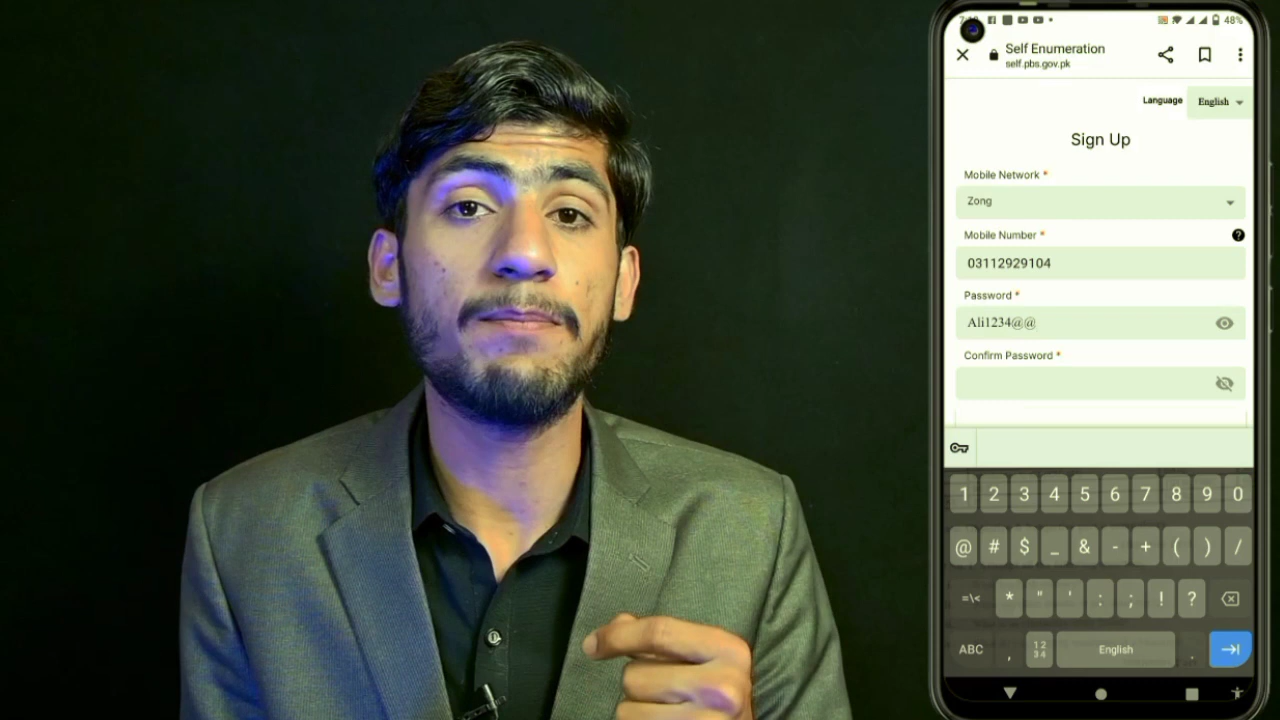 48%
Self Enumeration
self.pbs.gov.pk
Language English
Sign Up
Mobile Network *
Zong
Mobile Number *
03112929104
Password *
Ali1234@@
Confirm Password *
1 2 3 4 5 6 7 8 9 0
@ # $ _ & - + ( ) /
=\< * " ' : ; ! ?
ABC , 12 34 English .